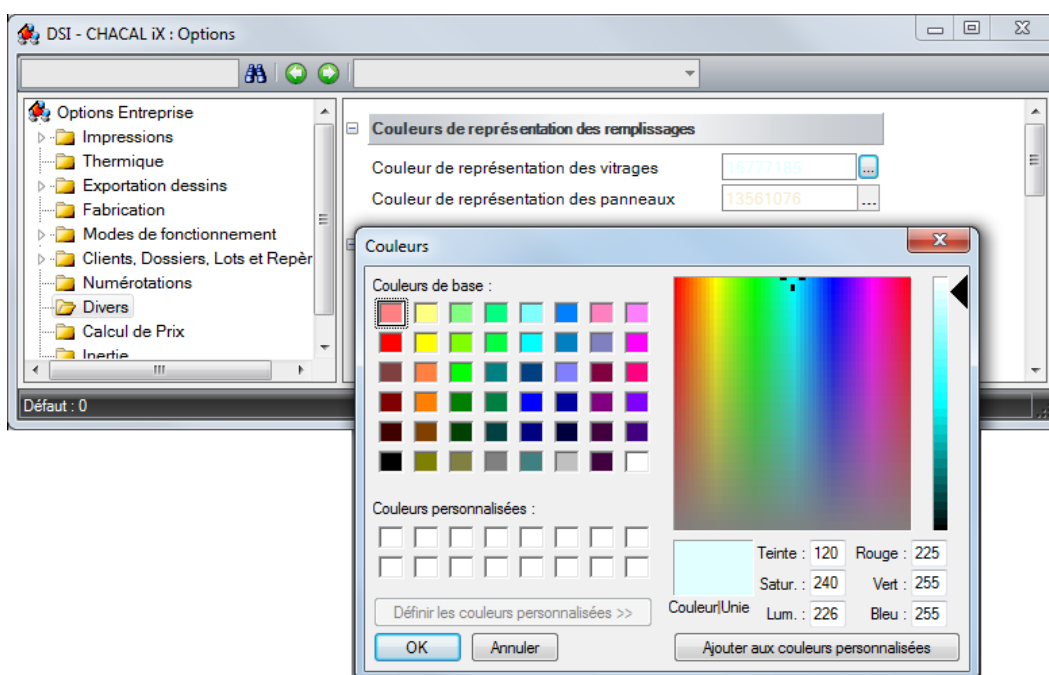 DSI - CHACAL iX : Options
Options Entreprise
Impressions
Thermique
Exportation dessins
Fabrication
Modes de fonctionnement
Clients, Dossiers, Lots et Repèr
Numérotations
Divers
Calcul de Prix
Inertie
Défaut : 0
Couleurs de représentation des remplissages
Couleur de représentation des vitrages 16777185 ...
Couleur de représentation des panneaux 13561076 ...
Couleurs
Couleurs de base :
Couleurs personnalisées :
Définir les couleurs personnalisées >>
OK Annuler
Couleur|Unie
Teinte : 120 Rouge : 225
Satur. : 240 Vert : 255
Lum. : 226 Bleu : 255
Ajouter aux couleurs personnalisées